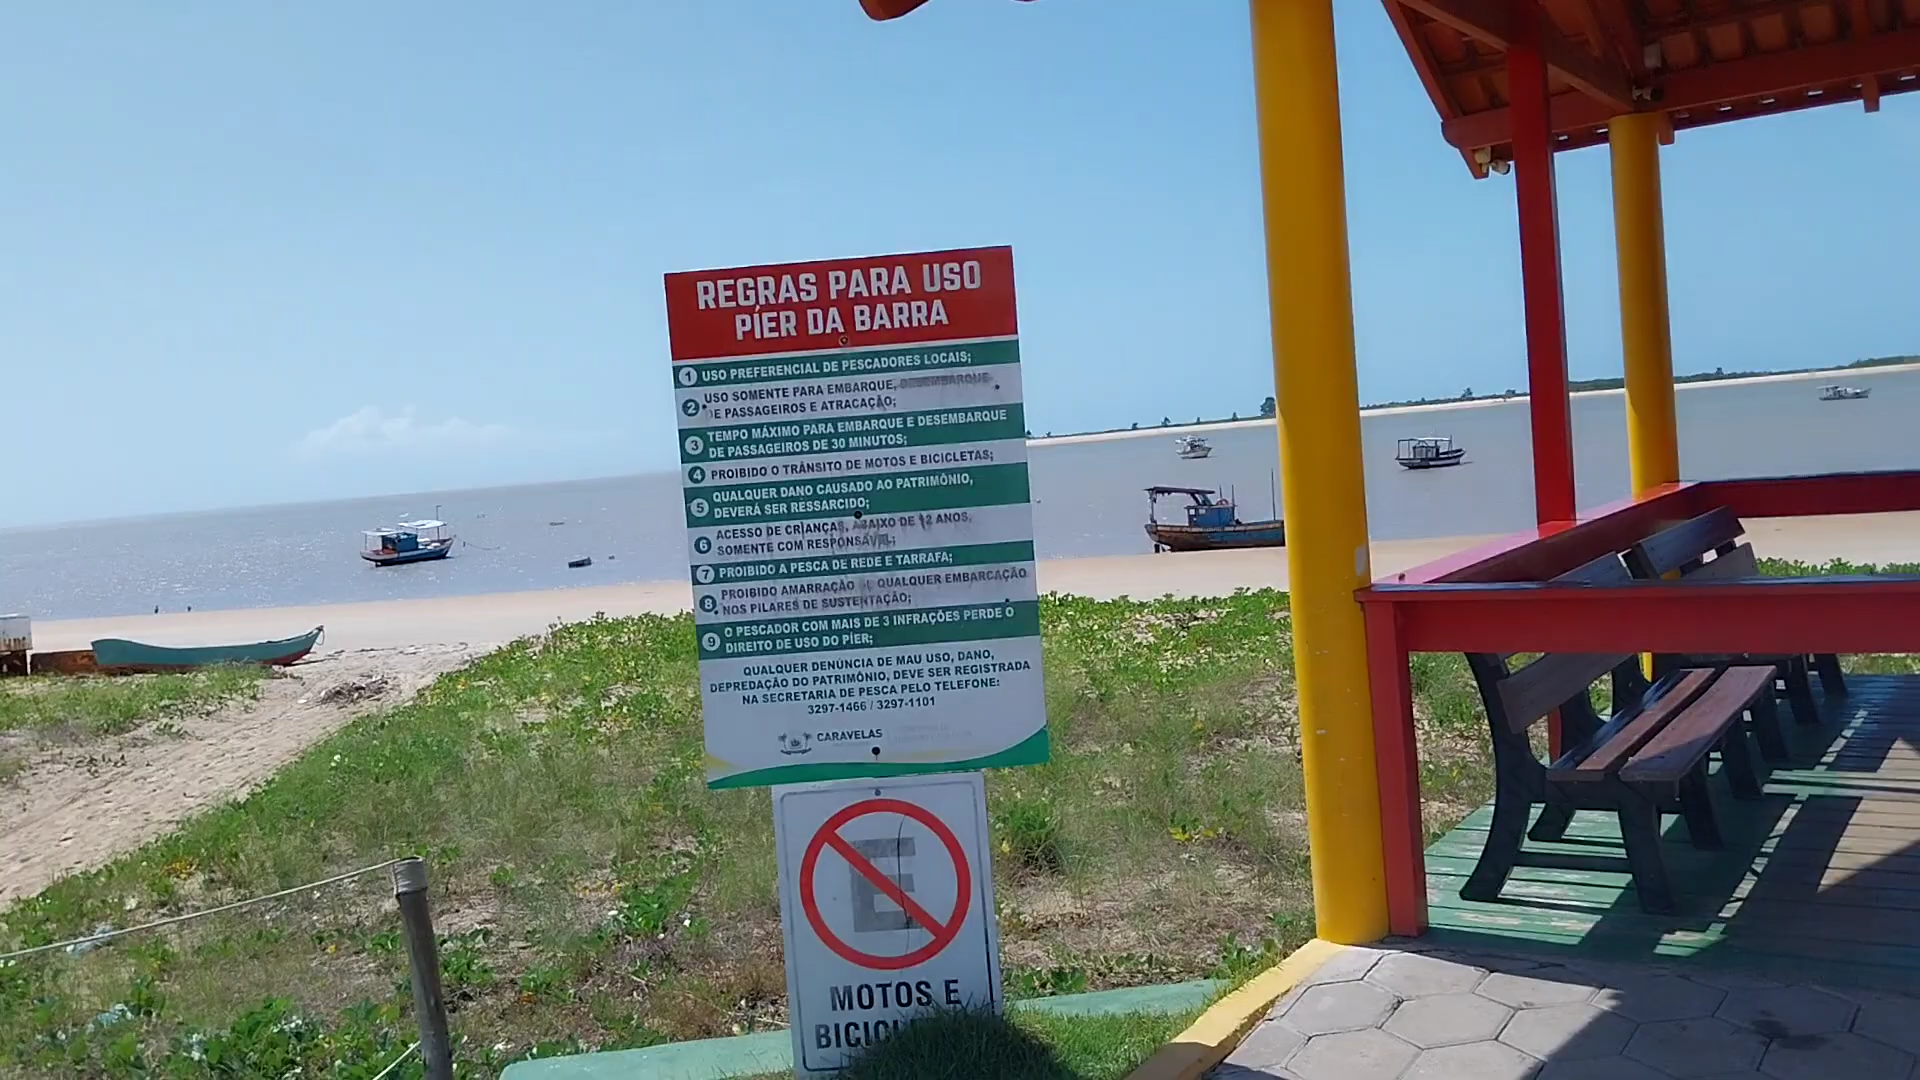 REGRAS PARA USO
PÍER DA BARRA
1 USO PREFERENCIAL DE PESCADORES LOCAIS;
2 USO SOMENTE PARA EMBARQUE, DESEMBARQUE
DE PASSAGEIROS E ATRACAÇÃO;
3 TEMPO MÁXIMO PARA EMBARQUE E DESEMBARQUE
DE PASSAGEIROS DE 30 MINUTOS;
4 PROIBIDO O TRÂNSITO DE MOTOS E BICICLETAS;
5 QUALQUER DANO CAUSADO AO PATRIMÔNIO,
DEVERÁ SER RESSARCIDO;
6 ACESSO DE CRIANÇAS, ABAIXO DE 12 ANOS,
SOMENTE COM RESPONSÁVEL;
7 PROIBIDO A PESCA DE REDE E TARRAFA;
8 PROIBIDO AMARRAÇÃO QUALQUER EMBARCAÇÃO
NOS PILARES DE SUSTENTAÇÃO;
9 O PESCADOR COM MAIS DE 3 INFRAÇÕES PERDE O
DIREITO DE USO DO PÍER;
QUALQUER DENÚNCIA DE MAU USO, DANO,
DEPREDAÇÃO DO PATRIMÔNIO, DEVE SER REGISTRADA
NA SECRETARIA DE PESCA PELO TELEFONE:
3297-1466 / 3297-1101
CARAVELAS
E
MOTOS E